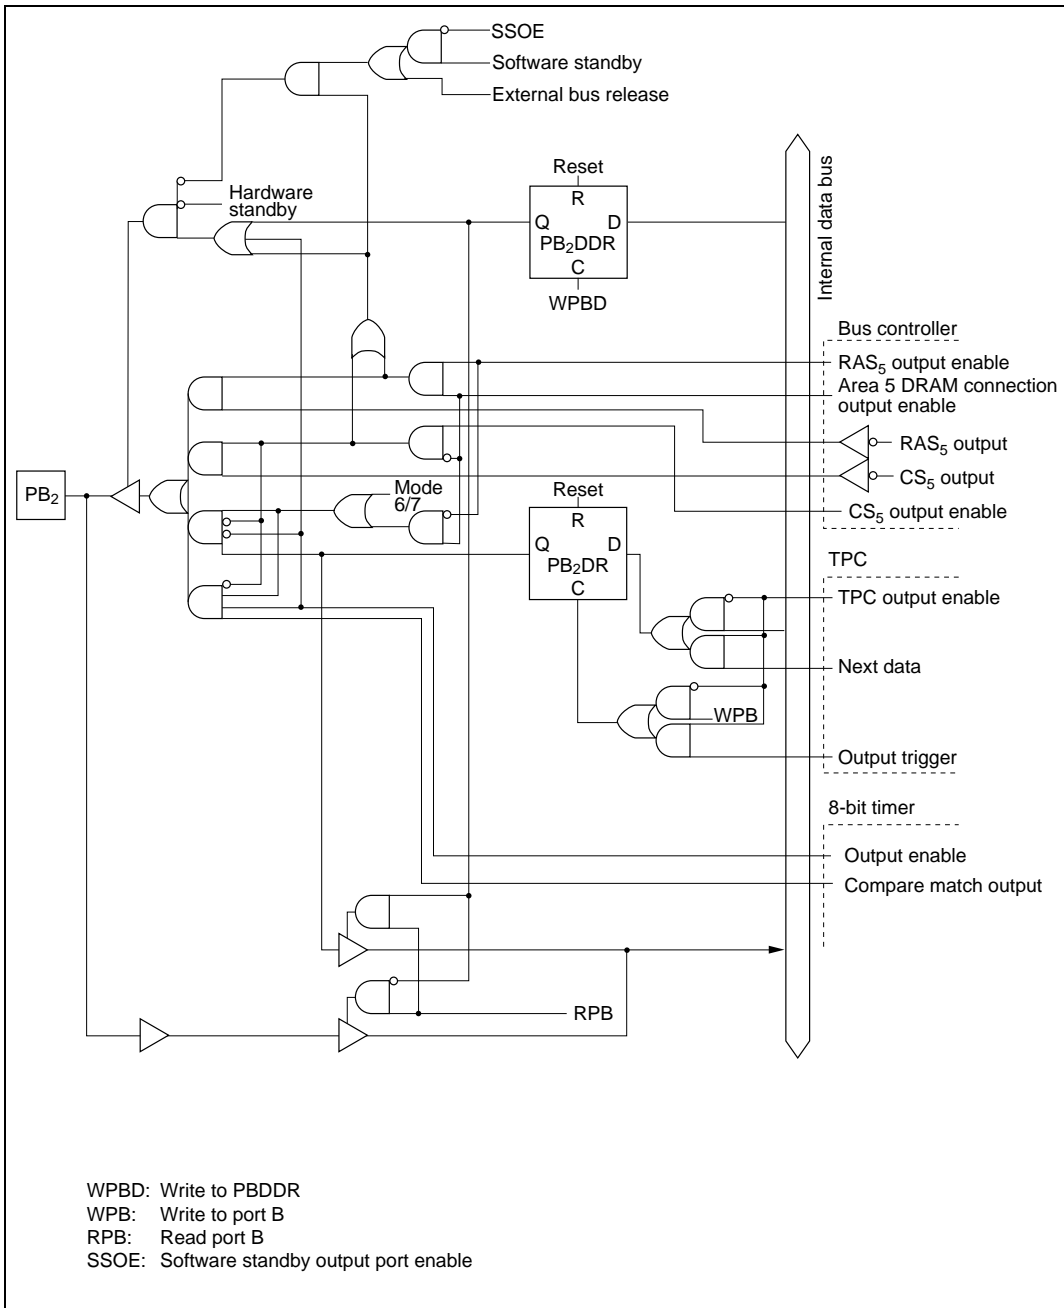 SSOE
Software standby
External bus release
Reset
Hardware
standby
R
Q
D
PB₂DDR
C
WPBD
Internal data bus
Bus controller
RAS₅ output enable
Area 5 DRAM connection
output enable
RAS₅ output
CS₅ output
CS₅ output enable
PB₂
Mode
6/7
Reset
R
Q
D
PB₂DR
C
TPC
TPC output enable
Next data
WPB
Output trigger
8-bit timer
Output enable
Compare match output
RPB
WPBD: Write to PBDDR
WPB: Write to port B
RPB: Read port B
SSOE: Software standby output port enable